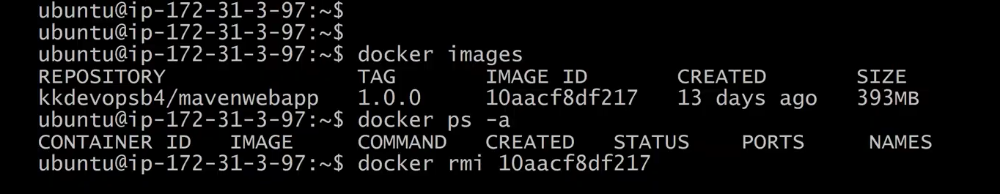 ubuntu@ip-172-31-3-97:~$
ubuntu@ip-172-31-3-97:~$
ubuntu@ip-172-31-3-97:~$ docker images
REPOSITORY TAG IMAGE ID CREATED SIZE
kkdevopsb4/mavenwebapp 1.0.0 10aacf8df217 13 days ago 393MB
ubuntu@ip-172-31-3-97:~$ docker ps -a
CONTAINER ID IMAGE COMMAND CREATED STATUS PORTS NAMES
ubuntu@ip-172-31-3-97:~$ docker rmi 10aacf8df217